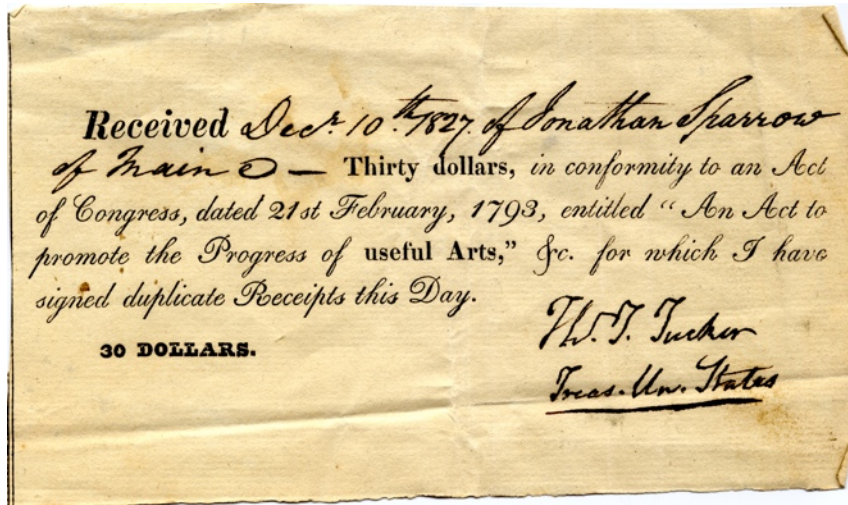 Received Decr. 10th. 1827. of Jonathan Sparrow
of Maine — Thirty dollars, in conformity to an Act
of Congress, dated 21st February, 1793, entitled “An Act to
promote the Progress of useful Arts,” &c. for which I have
signed duplicate Receipts this Day.
30 DOLLARS.
Th. T. Tucker
Treas. Un. States